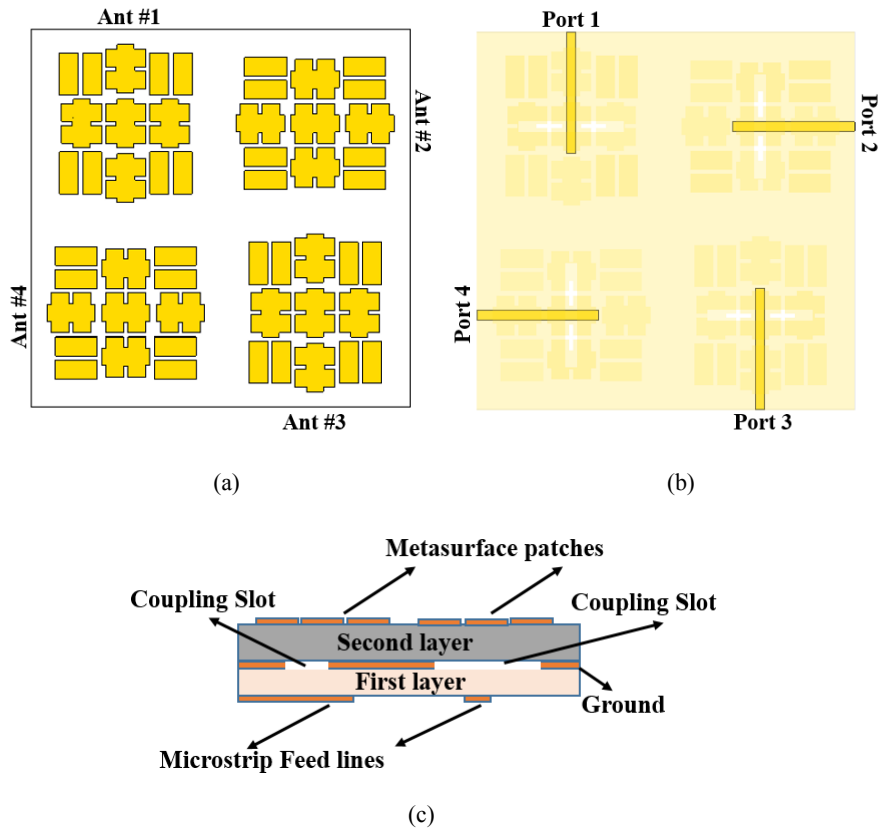 Ant #1
Ant #2
Ant #4
Ant #3
(a)
Port 1
Port 2
Port 4
Port 3
(b)
Metasurface patches
Coupling Slot
Coupling Slot
Second layer
First layer
Ground
Microstrip Feed lines
(c)